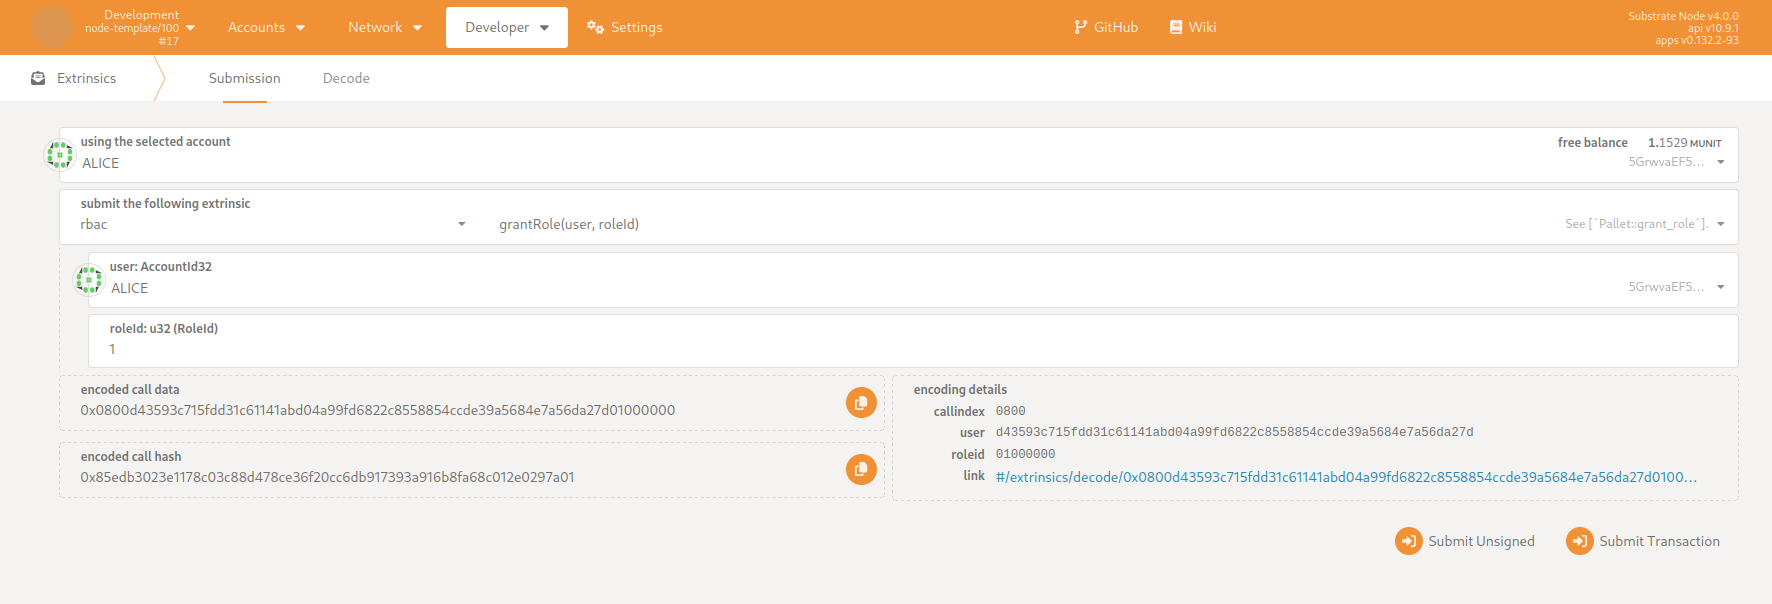 Development
node-template/100
#17
Accounts
Network
Developer
Settings
GitHub
Wiki
Substrate Node v4.0.0
api v10.9.1
apps v0.132.2-93
Extrinsics
Submission
Decode
using the selected account
ALICE
free balance 1.1529 MUNIT
5GrwvaEF5...
submit the following extrinsic
rbac
grantRole(user, roleId)
See [`Pallet::grant_role`].
user: AccountId32
ALICE
5GrwvaEF5...
roleId: u32 (RoleId)
1
encoded call data
0x0800d43593c715fdd31c61141abd04a99fd6822c8558854ccde39a5684e7a56da27d01000000
encoded call hash
0x85edb3023e1178c03c88d478ce36f20cc6db917393a916b8fa68c012e0297a01
encoding details
callindex 0800
user d43593c715fdd31c61141abd04a99fd6822c8558854ccde39a5684e7a56da27d
roleid 01000000
link #/extrinsics/decode/0x0800d43593c715fdd31c61141abd04a99fd6822c8558854ccde39a5684e7a56da27d0100...
Submit Unsigned
Submit Transaction